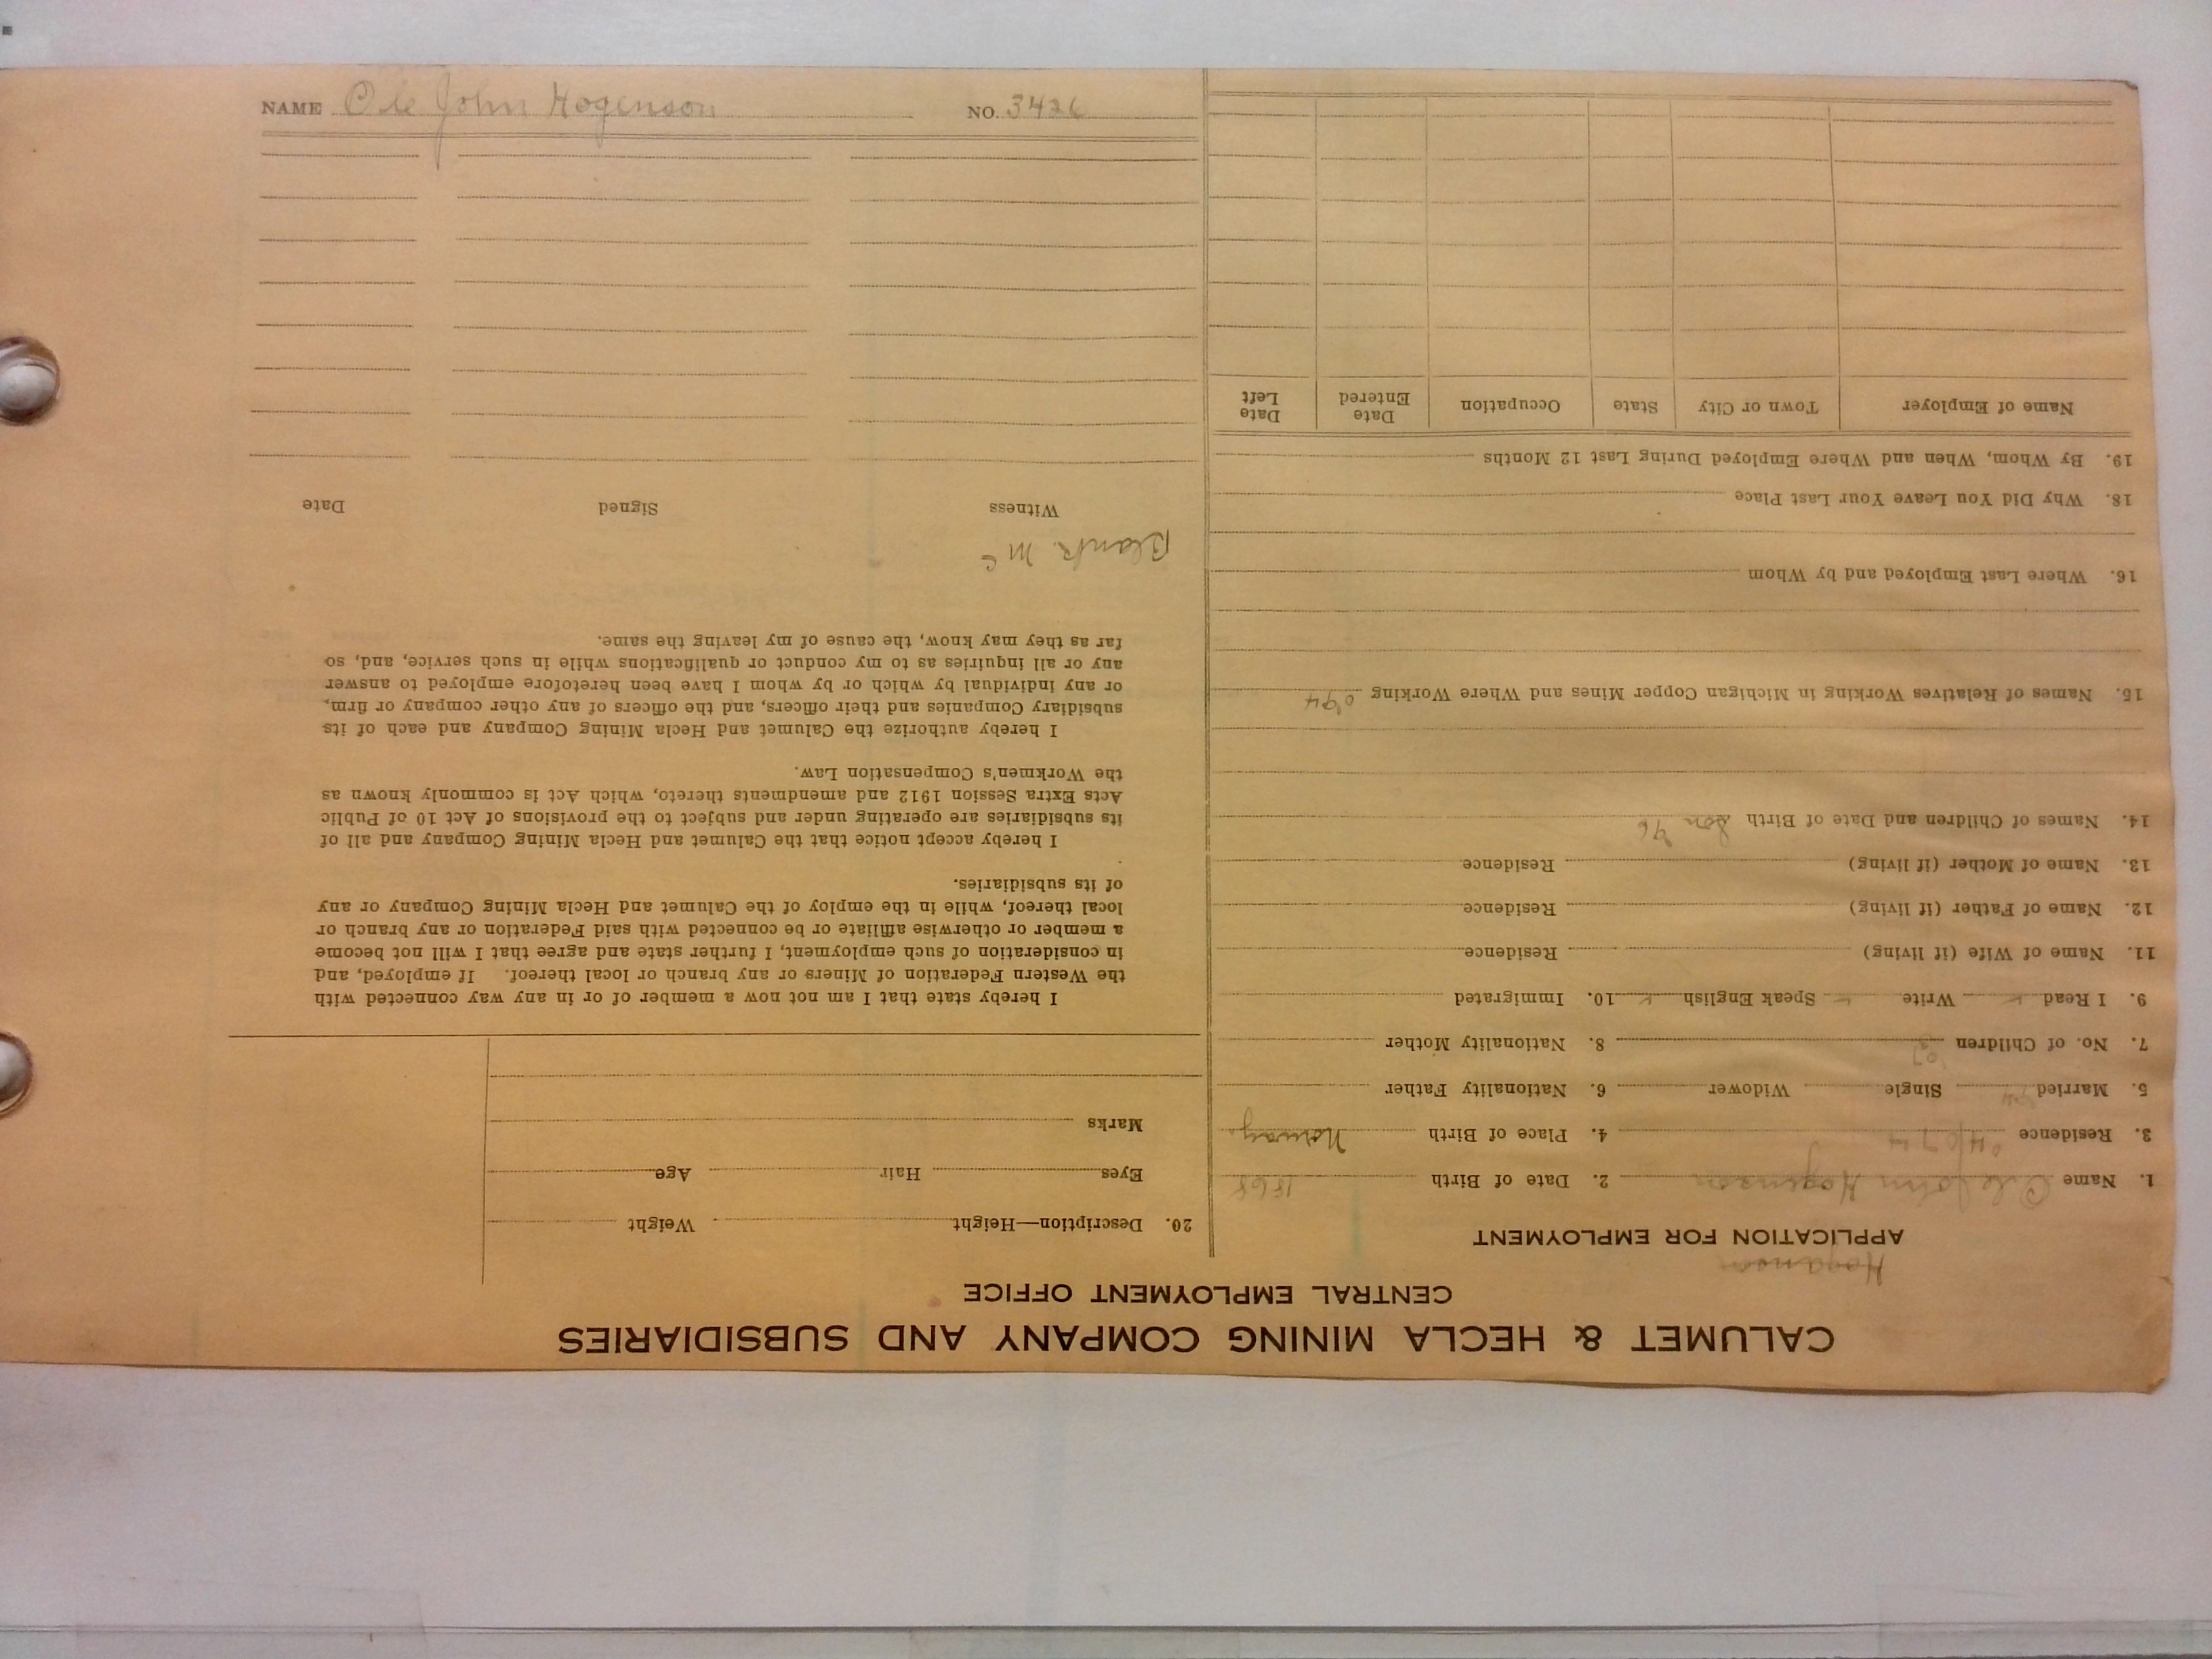 NAME Ole John Hogenson NO. 3426
CALUMET & HECLA MINING COMPANY AND SUBSIDIARIES
CENTRAL EMPLOYMENT OFFICE
Hoganson
APPLICATION FOR EMPLOYMENT
1. Name Ole John Hogenson 2. Date of Birth 1868
3. Residence 4. Place of Birth Norway
5. Married Single Widower 6. Nationality Father
7. No. of Children 8. Nationality Mother
9. I Read Write Speak English 10. Immigrated
11. Name of Wife (if living) Residence
12. Name of Father (if living) Residence
13. Name of Mother (if living) Residence
14. Names of Children and Date of Birth Son 96
15. Names of Relatives Working in Michigan Copper Mines and Where Working
16. Where Last Employed and by Whom
18. Why Did You Leave Your Last Place
19. By Whom, When and Where Employed During Last 12 Months
Name of Employer Town or City State Occupation Date Entered Date Left
20. Description—Height Weight
Eyes Hair Age
Marks
I hereby state that I am not now a member of or in any way connected with
the Western Federation of Miners or any branch or local thereof. If employed, and
in consideration of such employment, I further state and agree that I will not become
a member or otherwise affiliate or be connected with said Federation or any branch or
local thereof, while in the employ of the Calumet and Hecla Mining Company or any
of its subsidiaries.
I hereby accept notice that the Calumet and Hecla Mining Company and all of
its subsidiaries are operating under and subject to the provisions of Act 10 of Public
Acts Extra Session 1912 and amendments thereto, which Act is commonly known as
the Workmen's Compensation Law.
I hereby authorize the Calumet and Hecla Mining Company and each of its
subsidiary Companies and their officers, and the officers of any other company or firm,
or any individual by which or by whom I have been heretofore employed to answer
any or all inquiries as to my conduct or qualifications while in such service, and, so
far as they may know, the cause of my leaving the same.
Blank. Mc
Witness Signed Date